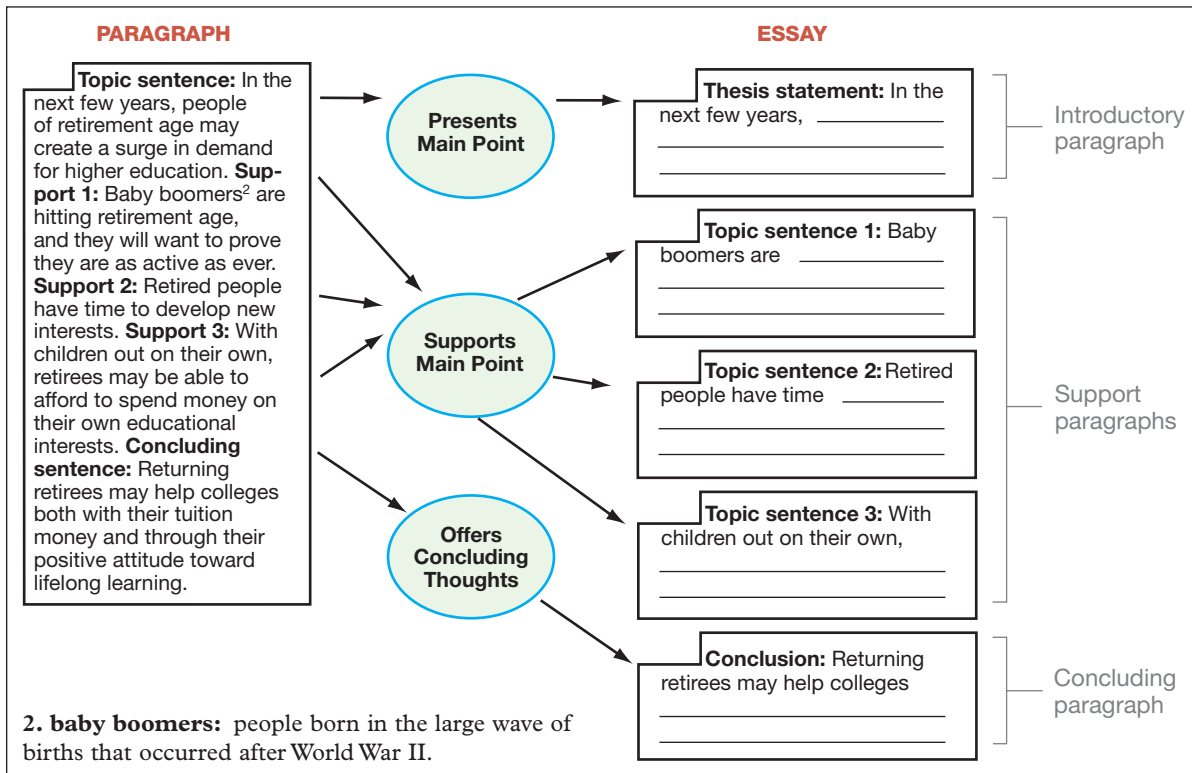 PARAGRAPH
Topic sentence: In the
next few years, people
of retirement age may
create a surge in demand
for higher education. Sup-
port 1: Baby boomers2 are
hitting retirement age,
and they will want to prove
they are as active as ever.
Support 2: Retired people
have time to develop new
interests. Support 3: With
children out on their own,
retirees may be able to
afford to spend money on
their own educational
interests. Concluding
sentence: Returning
retirees may help colleges
both with their tuition
money and through their
positive attitude toward
lifelong learning.
Presents
Main Point
Supports
Main Point
Offers
Concluding
Thoughts
ESSAY
Thesis statement: In the
next few years,
Topic sentence 1: Baby
boomers are
Topic sentence 2: Retired
people have time
Topic sentence 3: With
children out on their own,
Conclusion: Returning
retirees may help colleges
Introductory
paragraph
Support
paragraphs
Concluding
paragraph
2. baby boomers: people born in the large wave of
births that occurred after World War II.